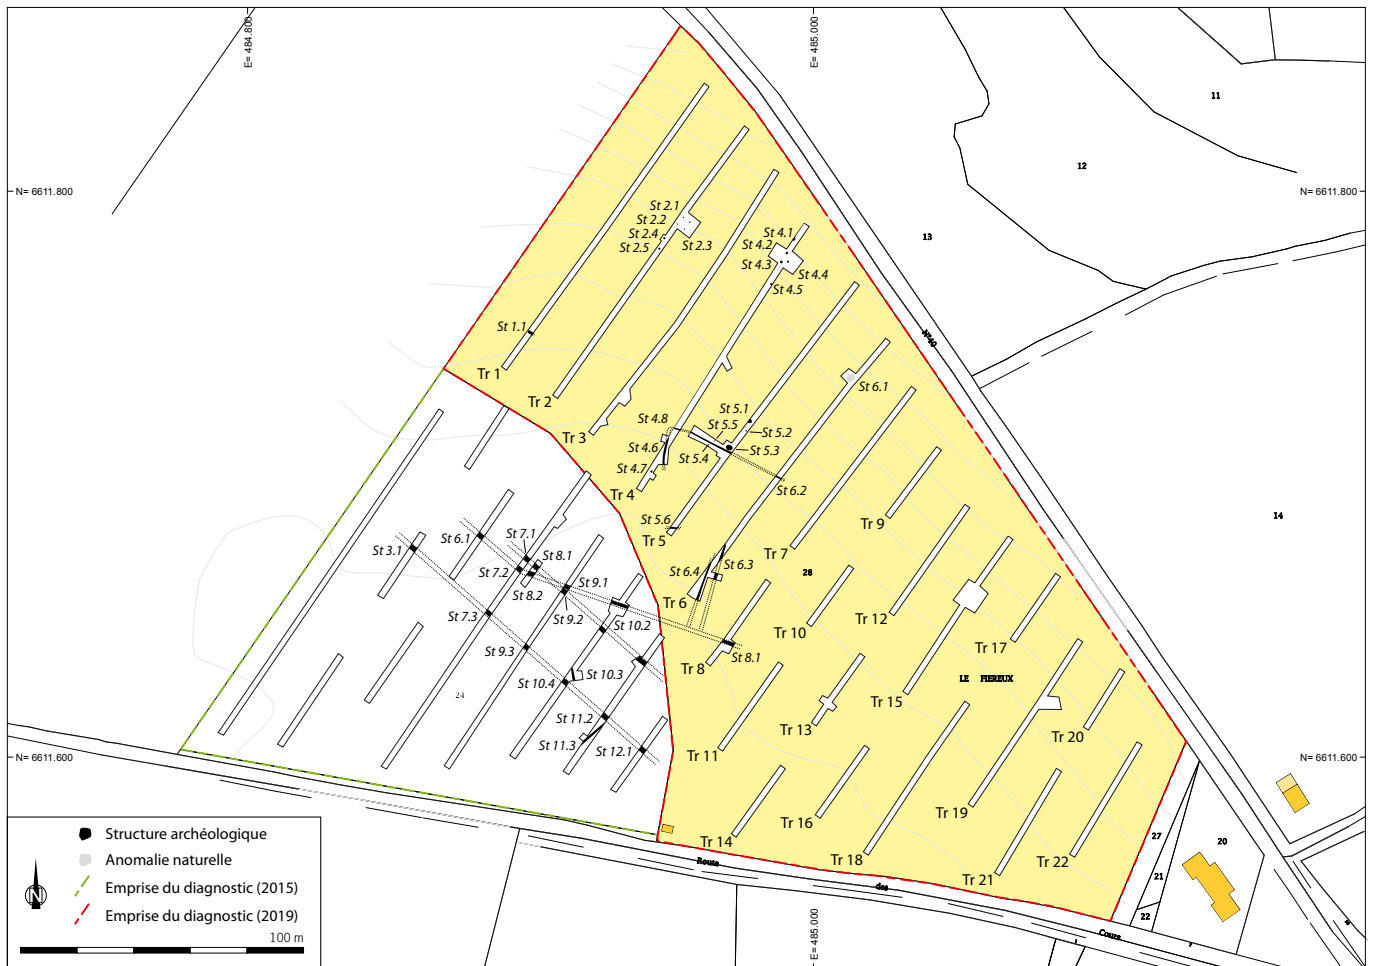 E= 484.800
E= 485.000
11
12
N= 6611.800
N= 6611.800
13
St 2.1
St 2.2
St 2.4
St 2.5
St 2.3
St 4.1
St 4.2
St 4.3
St 4.4
St 4.5
St 1.1
N°40
Tr 1
Tr 2
Tr 3
St 6.1
St 4.8
St 5.1
St 5.5
St 5.2
St 4.6
St 5.4
St 5.3
St 4.7
Tr 4
St 6.2
14
St 5.6
Tr 5
Tr 9
St 3.1
St 6.1
St 7.1
St 8.1
St 7.2
St 8.2
St 9.1
St 9.2
Tr 7
St 6.4
St 6.3
26
Tr 6
St 7.3
St 10.2
Tr 10
Tr 12
St 9.3
Tr 8
St 8.1
Tr 17
St 10.4
St 10.3
LE FIEREUX
24
Tr 15
St 11.2
Tr 13
St 11.3
St 12.1
Tr 11
Tr 20
N= 6611.600
N= 6611.600
Tr 16
Tr 19
Tr 14
Tr 18
Tr 21
Tr 22
27
20
21
22
Route
des
Cours
E= 485.000
Structure archéologique
Anomalie naturelle
Emprise du diagnostic (2015)
Emprise du diagnostic (2019)
N
100 m